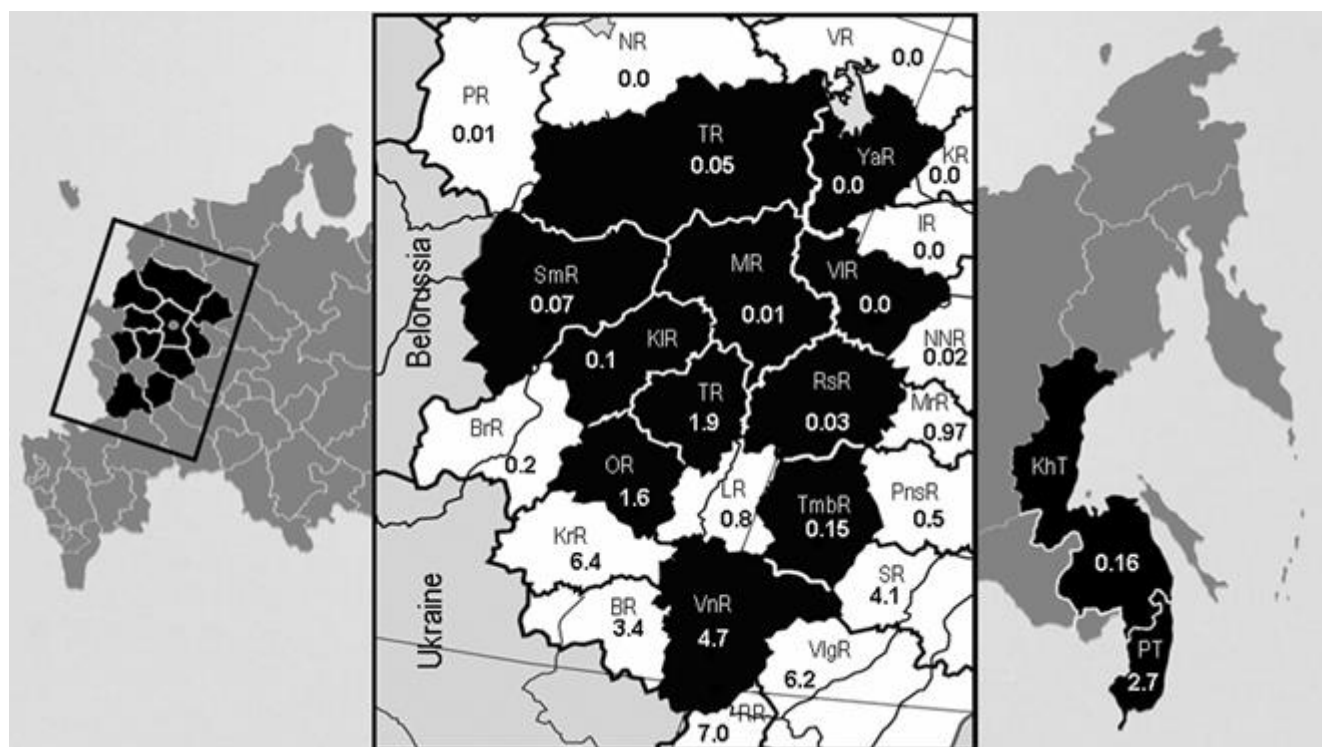 NR
0.0
VR
0.0
PR
0.01
TR
0.05
YaR
0.0
KR
0.0
IR
0.0
Belorussia
SmR
0.07
MR
0.01
VlR
0.0
NNR
0.02
KlR
0.1
TR
1.9
RsR
0.03
MrR
0.97
BrR
0.2
OR
1.6
LR
0.8
TmbR
0.15
PnsR
0.5
KrR
6.4
SR
4.1
Ukraine
BR
3.4
VnR
4.7
VlgR
6.2
RR
7.0
KhT
0.16
PT
2.7